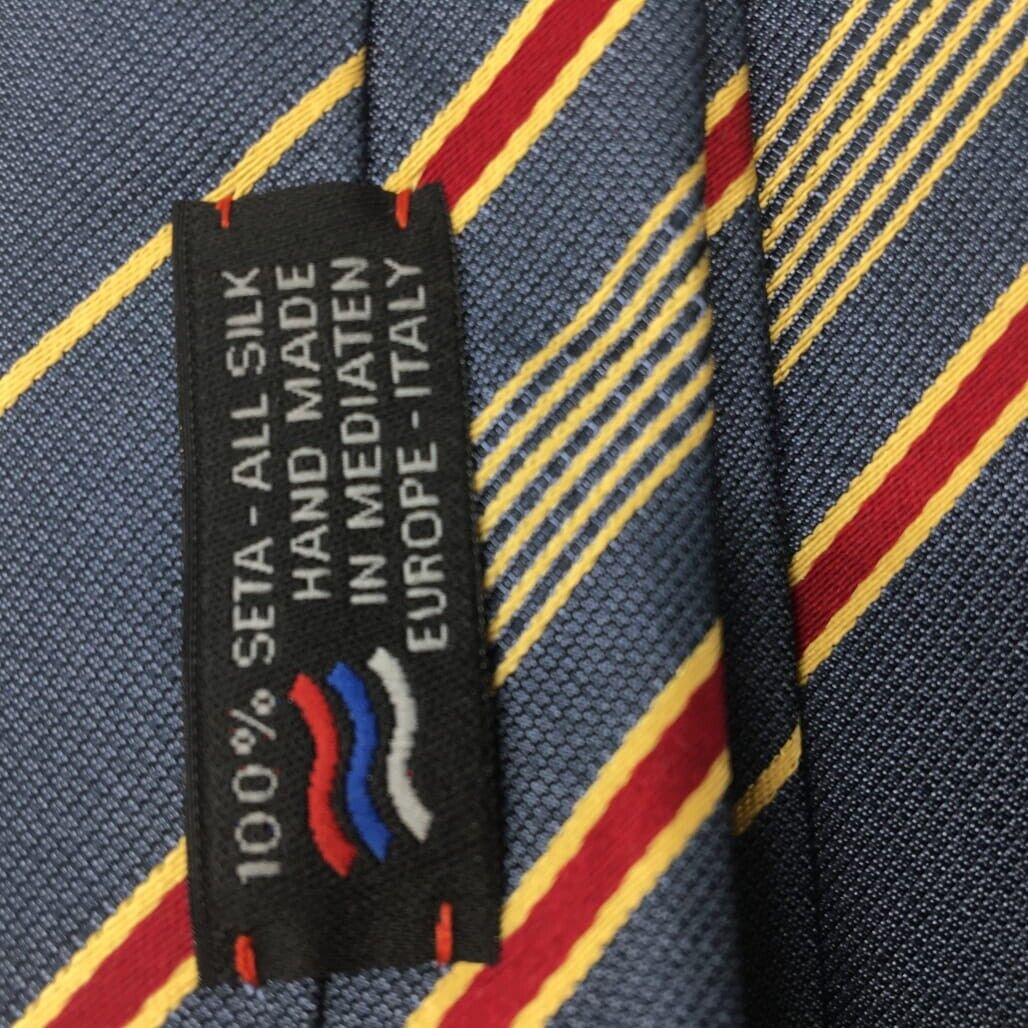 100% SETA - ALL SILK
HAND MADE
IN MEDIATEN
EUROPE - ITALY